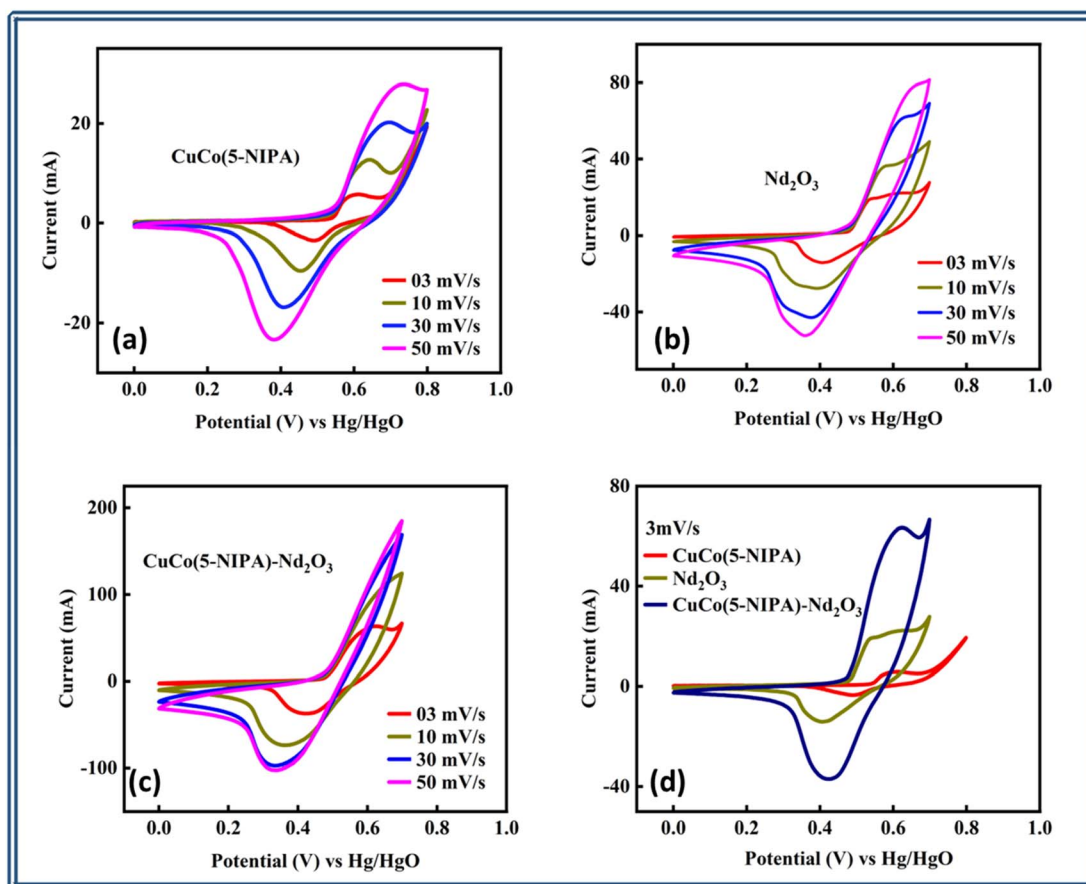 20
0
-20
Current (mA)
CuCo(5-NIPA)
03 mV/s
10 mV/s
30 mV/s
50 mV/s
(a)
0.0 0.2 0.4 0.6 0.8 1.0
Potential (V) vs Hg/HgO
80
40
0
-40
Current (mA)
Nd₂O₃
03 mV/s
10 mV/s
30 mV/s
50 mV/s
(b)
0.0 0.2 0.4 0.6 0.8 1.0
Potential (V) vs Hg/HgO
200
100
0
-100
Current (mA)
CuCo(5-NIPA)-Nd₂O₃
03 mV/s
10 mV/s
30 mV/s
50 mV/s
(c)
0.0 0.2 0.4 0.6 0.8 1.0
Potential (V) vs Hg/HgO
80
40
0
-40
Current (mA)
3mV/s
CuCo(5-NIPA)
Nd₂O₃
CuCo(5-NIPA)-Nd₂O₃
(d)
0.0 0.2 0.4 0.6 0.8 1.0
Potential (V) vs Hg/HgO